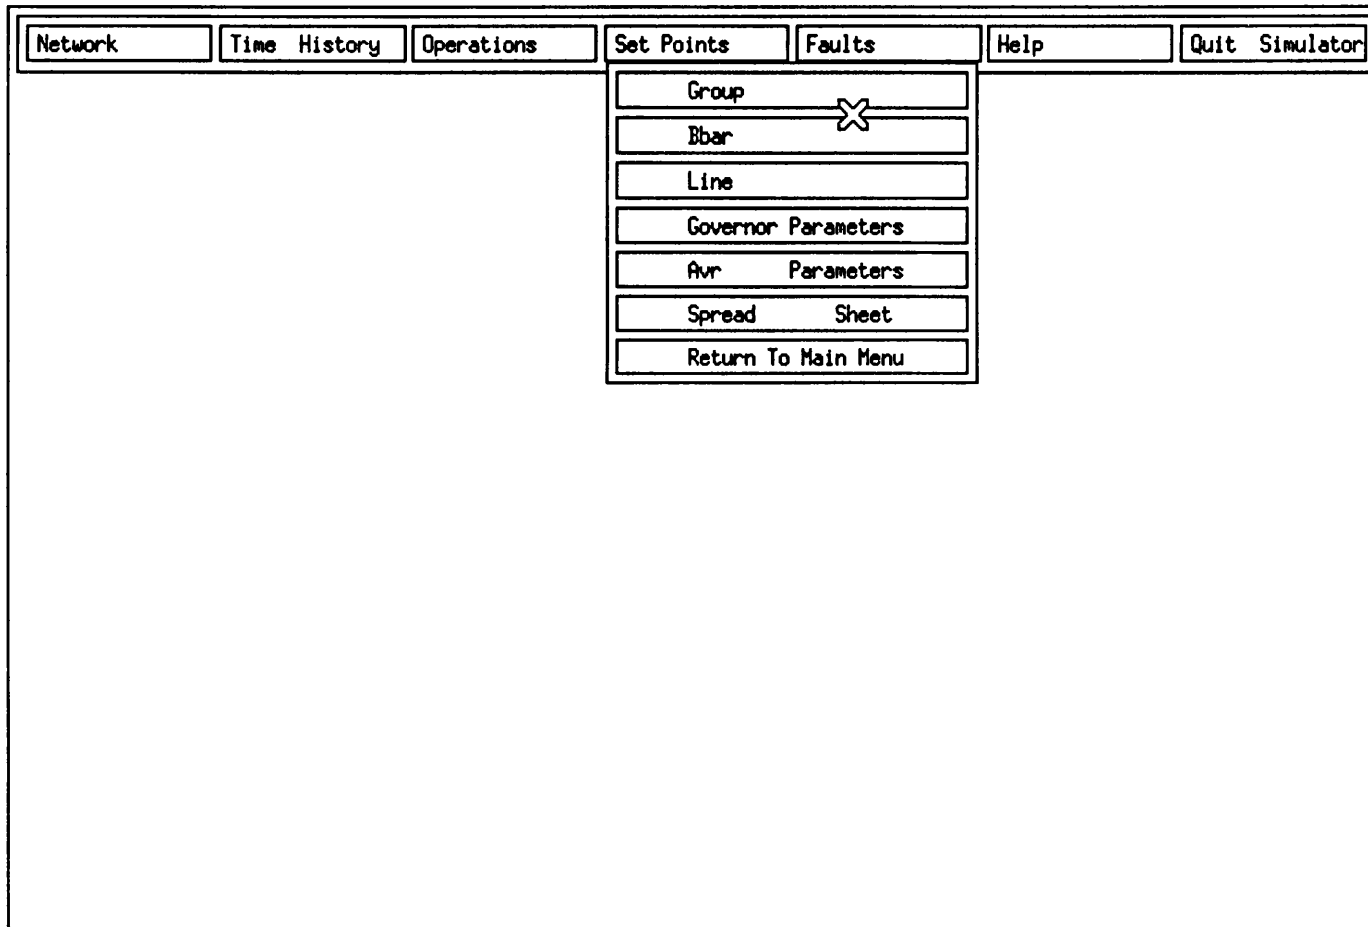 Network Time History Operations Set Points Faults Help Quit Simulator
Group
Bbar
Line
Governor Parameters
Avr Parameters
Spread Sheet
Return To Main Menu